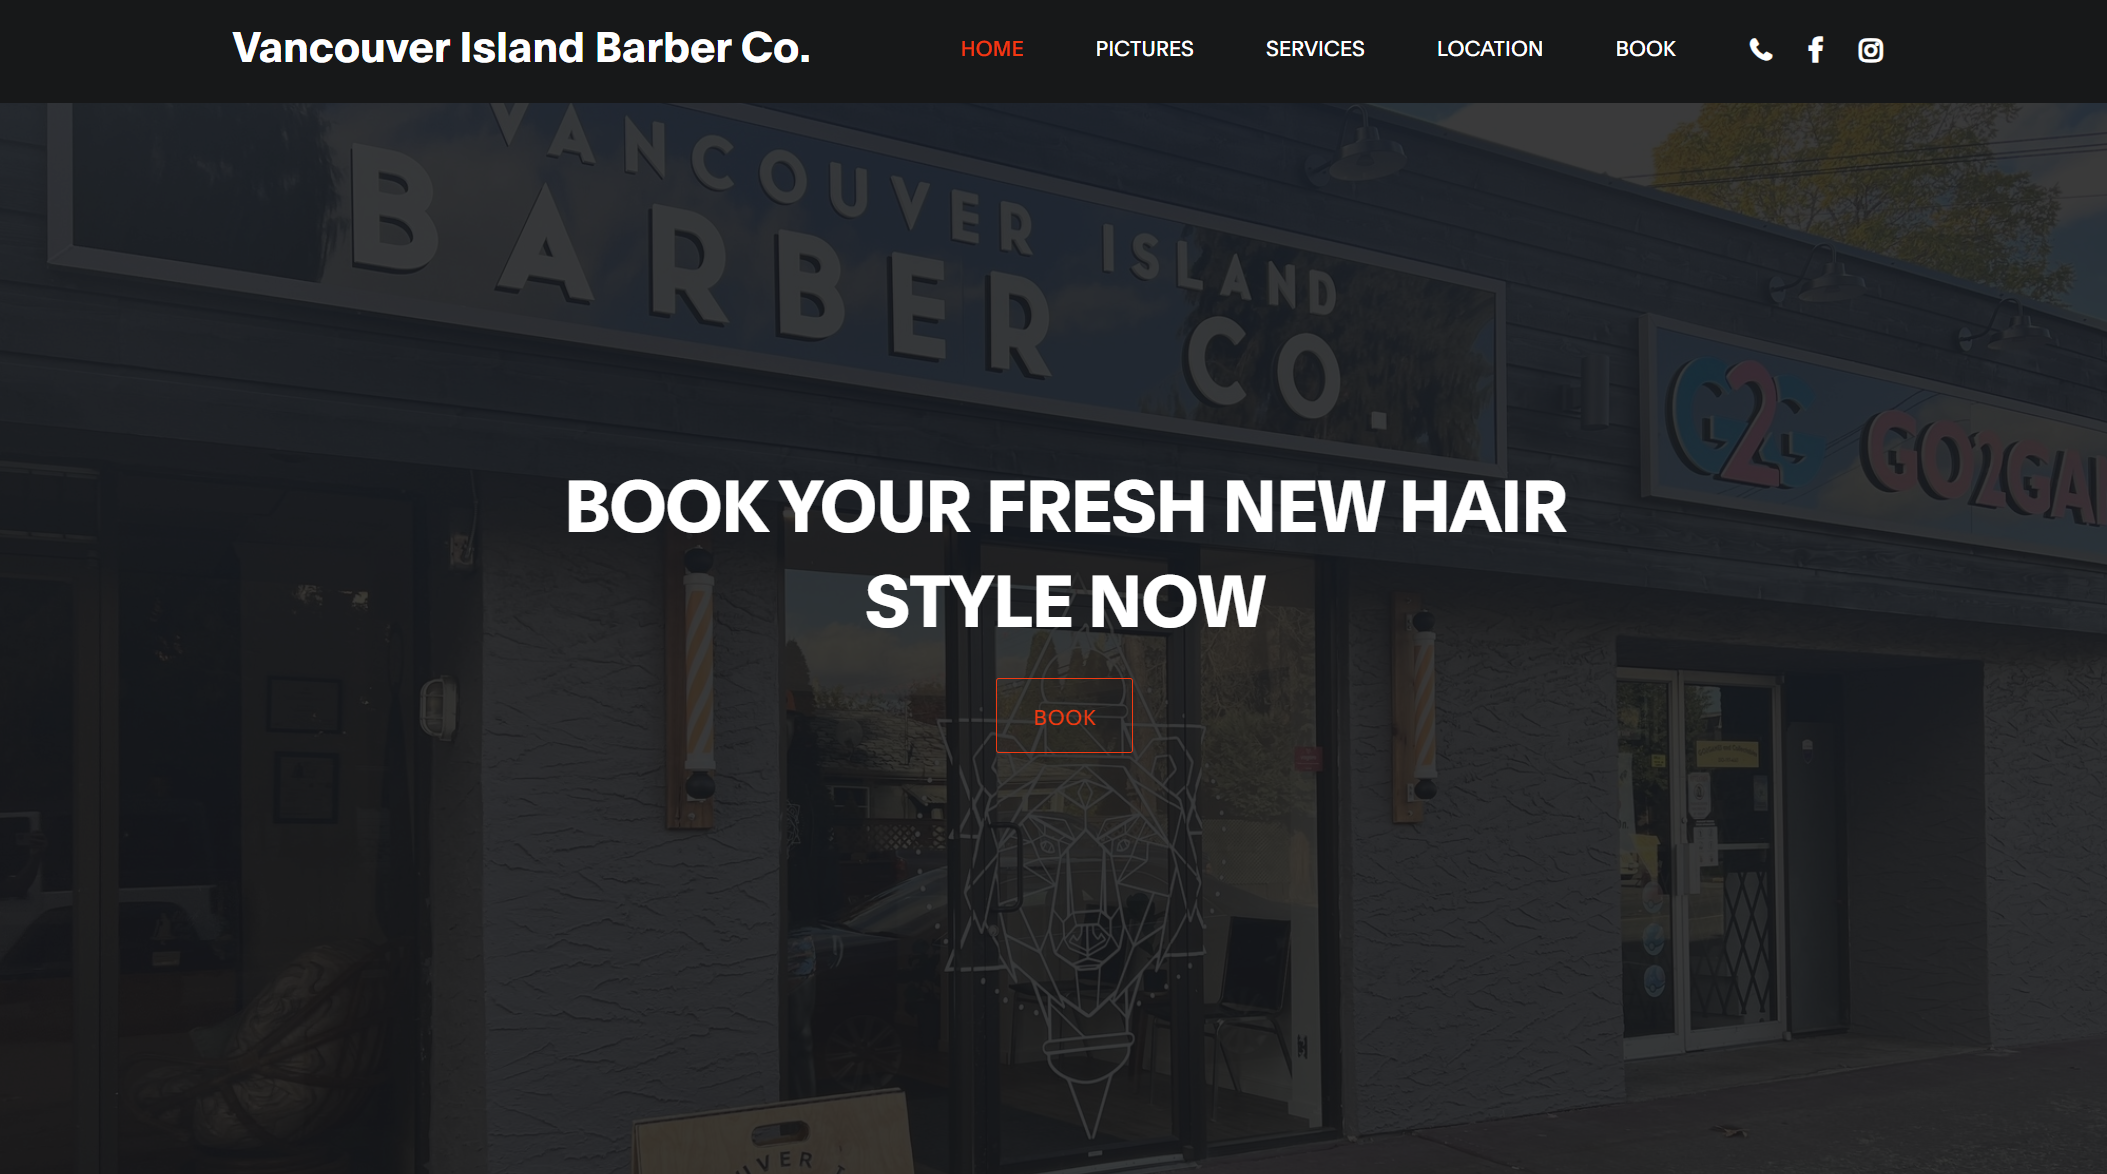 Vancouver Island Barber Co.
HOME
PICTURES
SERVICES
LOCATION
BOOK
VANCOUVER ISLAND
BARBER CO.
G2G
BOOK YOUR FRESH NEW HAIR
STYLE NOW
BOOK